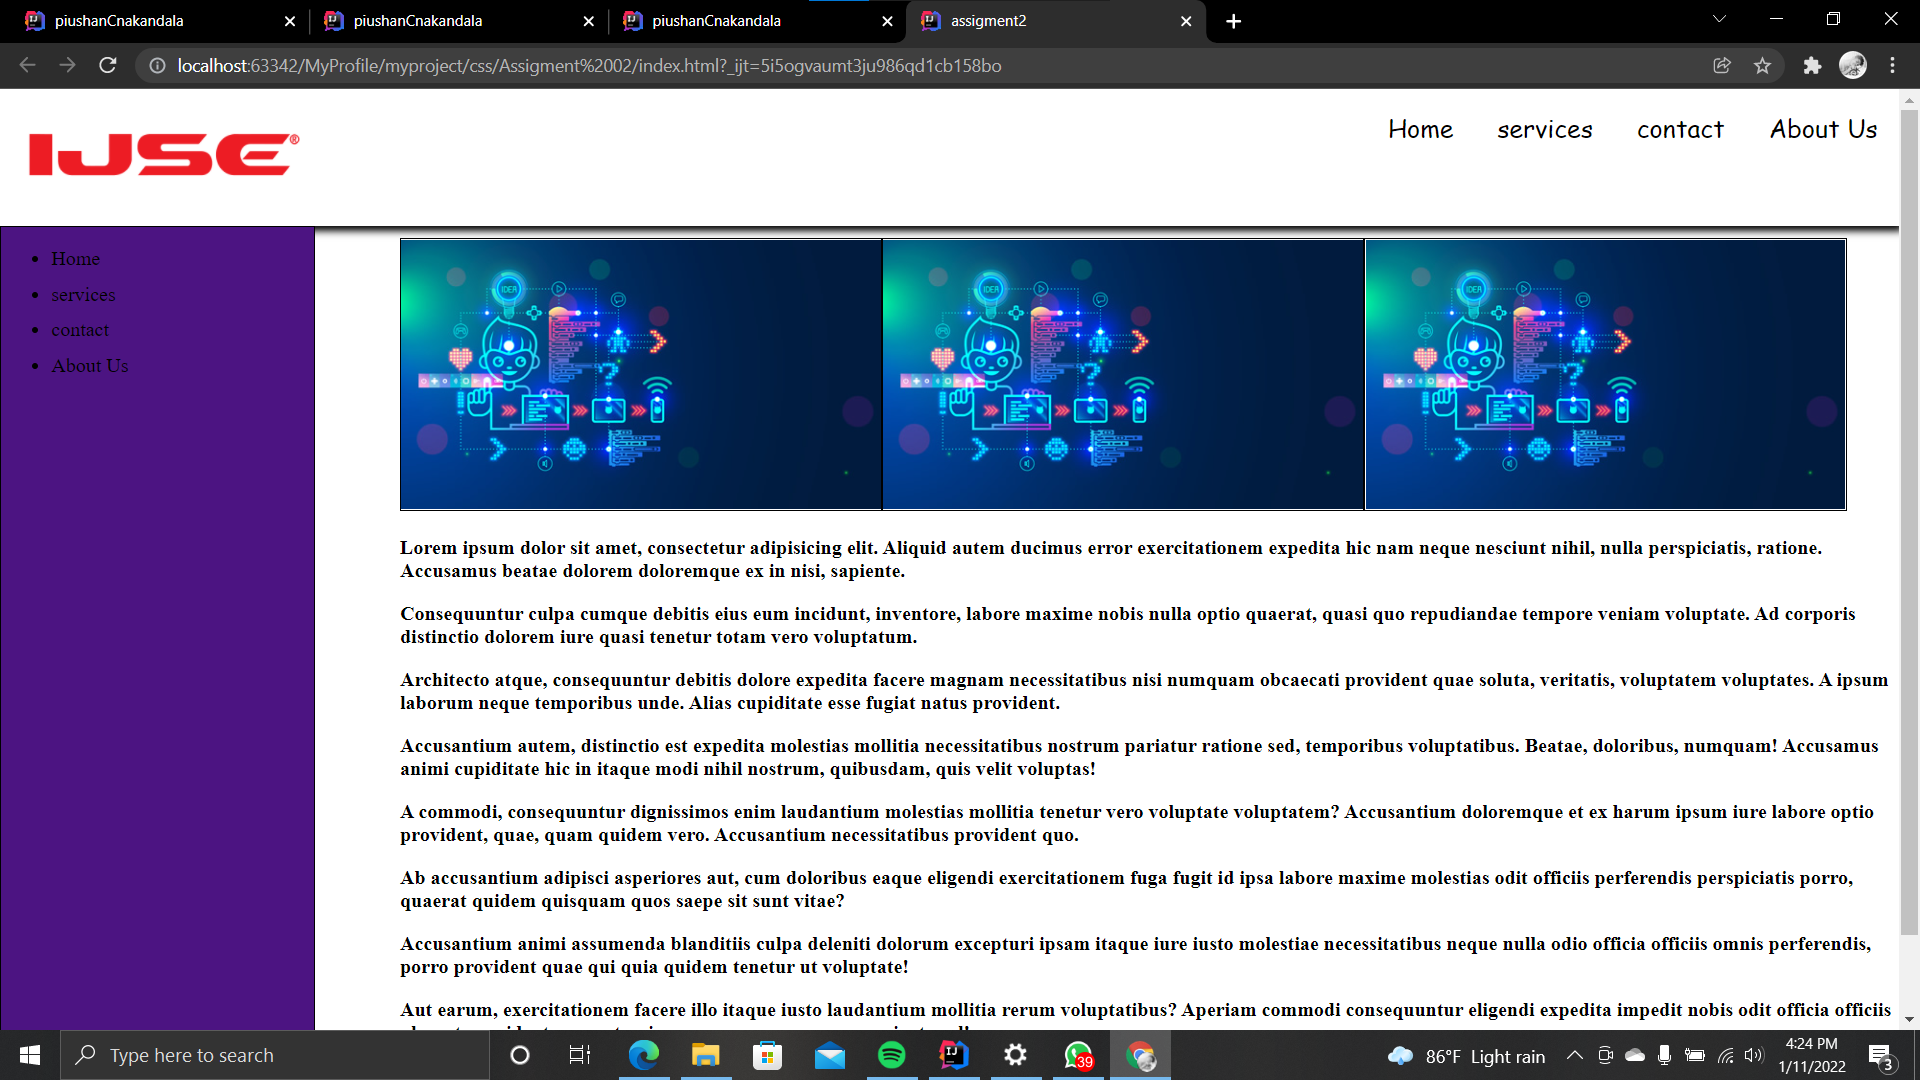 piushanCnakandala
piushanCnakandala
piushanCnakandala
assigment2
localhost:63342/MyProfile/myproject/css/Assigment%2002/index.html?_ijt=5i5ogvaumt3ju986qd1cb158bo
IJSE®
Home services contact About Us
Home
services
contact
About Us
IDEA
IDEA
IDEA
Lorem ipsum dolor sit amet, consectetur adipisicing elit. Aliquid autem ducimus error exercitationem expedita hic nam neque nesciunt nihil, nulla perspiciatis, ratione.
Accusamus beatae dolorem doloremque ex in nisi, sapiente.
Consequuntur culpa cumque debitis eius eum incidunt, inventore, labore maxime nobis nulla optio quaerat, quasi quo repudiandae tempore veniam voluptate. Ad corporis
distinctio dolorem iure quasi tenetur totam vero voluptatum.
Architecto atque, consequuntur debitis dolore expedita facere magnam necessitatibus nisi numquam obcaecati provident quae soluta, veritatis, voluptatem voluptates. A ipsum
laborum neque temporibus unde. Alias cupiditate esse fugiat natus provident.
Accusantium autem, distinctio est expedita molestias mollitia necessitatibus nostrum pariatur ratione sed, temporibus voluptatibus. Beatae, doloribus, numquam! Accusamus
animi cupiditate hic in itaque modi nihil nostrum, quibusdam, quis velit voluptas!
A commodi, consequuntur dignissimos enim laudantium molestias mollitia tenetur vero voluptate voluptatem? Accusantium doloremque et ex harum ipsum iure labore optio
provident, quae, quam quidem vero. Accusantium necessitatibus provident quo.
Ab accusantium adipisci asperiores aut, cum doloribus eaque eligendi exercitationem fuga fugit id ipsa labore maxime molestias odit officiis perferendis perspiciatis porro,
quaerat quidem quisquam quos saepe sit sunt vitae?
Accusantium animi assumenda blanditiis culpa deleniti dolorum excepturi ipsam itaque iure iusto molestiae necessitatibus neque nulla odio officia officiis omnis perferendis,
porro provident quae qui quia quidem tenetur ut voluptate!
Aut earum, exercitationem facere illo itaque iusto laudantium mollitia rerum voluptatibus? Aperiam commodi consequuntur eligendi expedita impedit nobis odit officia officiis
Type here to search
39
86°F Light rain
4:24 PM
1/11/2022
3